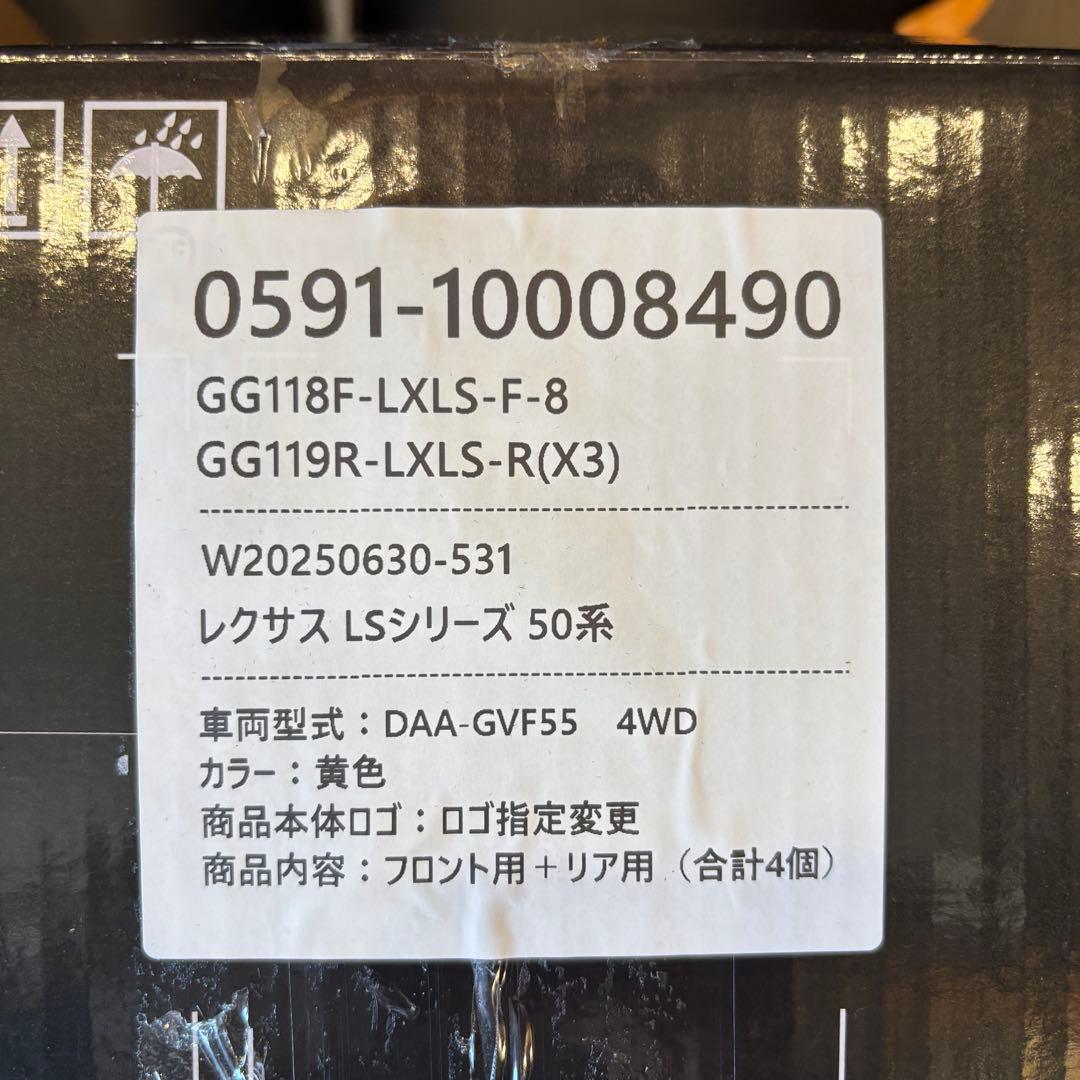 0591-10008490
GG118F-LXLS-F-8
GG119R-LXLS-R(X3)
W20250630-531
レクサス LSシリーズ 50系
車両型式：DAA-GVF55　4WD
カラー：黄色
商品本体ロゴ：ロゴ指定変更
商品内容：フロント用＋リア用（合計4個）